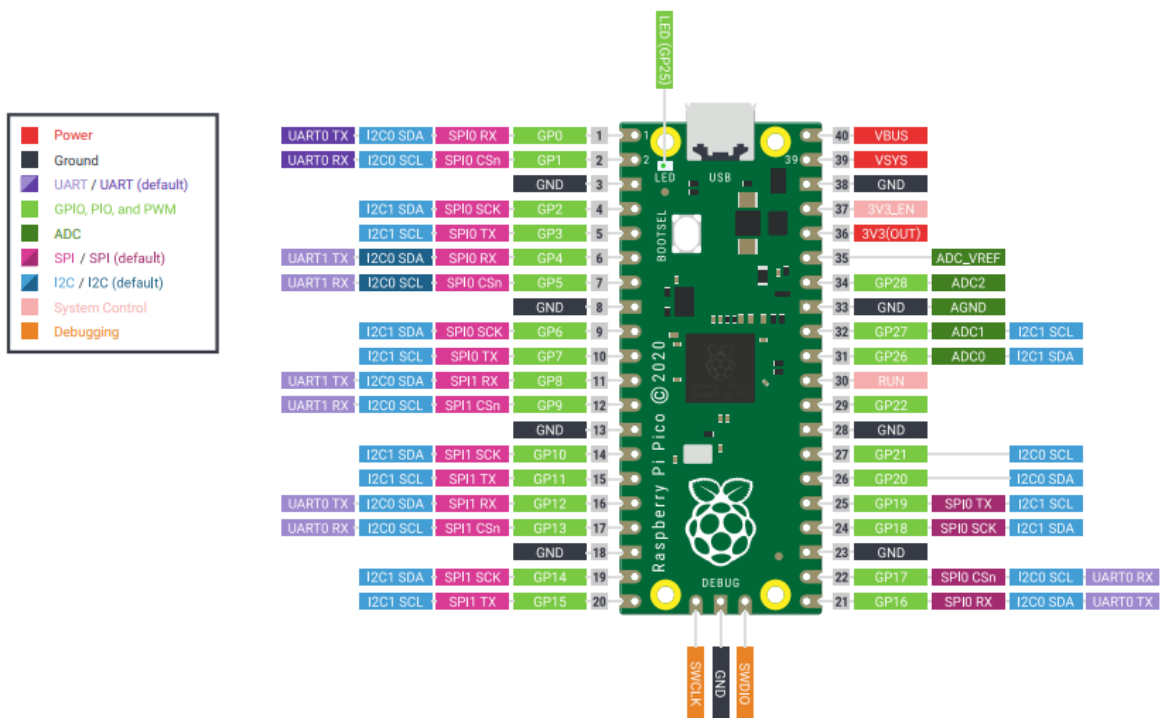 LED (GP25)
Power
Ground
UART / UART (default)
GPIO, PIO, and PWM
ADC
SPI / SPI (default)
I2C / I2C (default)
System Control
Debugging
UART0 TX I2C0 SDA SPI0 RX GP0 1
UART0 RX I2C0 SCL SPI0 CSn GP1 2
GND 3
I2C1 SDA SPI0 SCK GP2 4
I2C1 SCL SPI0 TX GP3 5
UART1 TX I2C0 SDA SPI0 RX GP4 6
UART1 RX I2C0 SCL SPI0 CSn GP5 7
GND 8
I2C1 SDA SPI0 SCK GP6 9
I2C1 SCL SPI0 TX GP7 10
UART1 TX I2C0 SDA SPI1 RX GP8 11
UART1 RX I2C0 SCL SPI1 CSn GP9 12
GND 13
I2C1 SDA SPI1 SCK GP10 14
I2C1 SCL SPI1 TX GP11 15
UART0 TX I2C0 SDA SPI1 RX GP12 16
UART0 RX I2C0 SCL SPI1 CSn GP13 17
GND 18
I2C1 SDA SPI1 SCK GP14 19
I2C1 SCL SPI1 TX GP15 20
1
2
39
LED
USB
BOOTSEL
Raspberry Pi Pico © 2020
DEBUG
40 VBUS
39 VSYS
38 GND
37 3V3_EN
36 3V3(OUT)
35 ADC_VREF
34 GP28 ADC2
33 GND AGND
32 GP27 ADC1 I2C1 SCL
31 GP26 ADC0 I2C1 SDA
30 RUN
29 GP22
28 GND
27 GP21 I2C0 SCL
26 GP20 I2C0 SDA
25 GP19 SPI0 TX I2C1 SCL
24 GP18 SPI0 SCK I2C1 SDA
23 GND
22 GP17 SPI0 CSn I2C0 SCL UART0 RX
21 GP16 SPI0 RX I2C0 SDA UART0 TX
SWCLK
GND
SWDIO